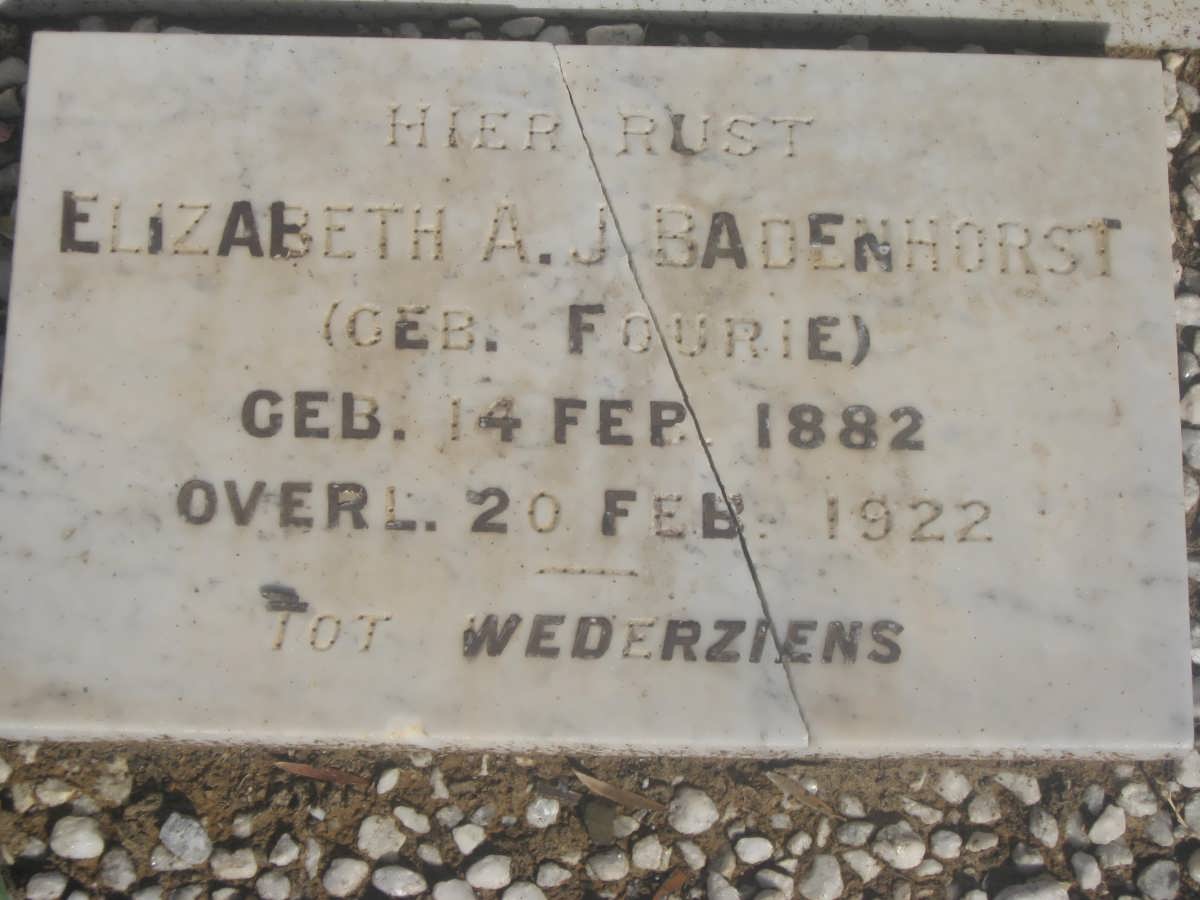 HIER RUST
ELIZABETH A. J. BADENHORST
(GEB. FOURIE)
GEB. 14 FEB. 1882
OVERL. 20 FEB. 1922
TOT WEDERZIENS